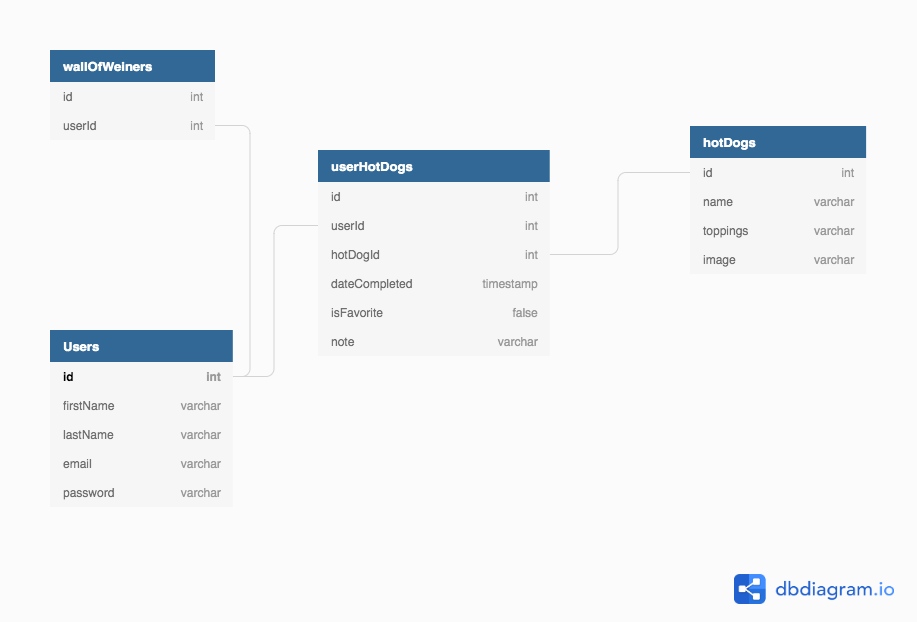 wallOfWeiners
id int
userId int
userHotDogs
id int
userId int
hotDogId int
dateCompleted timestamp
isFavorite false
note varchar
hotDogs
id int
name varchar
toppings varchar
image varchar
Users
id int
firstName varchar
lastName varchar
email varchar
password varchar
dbdiagram.io